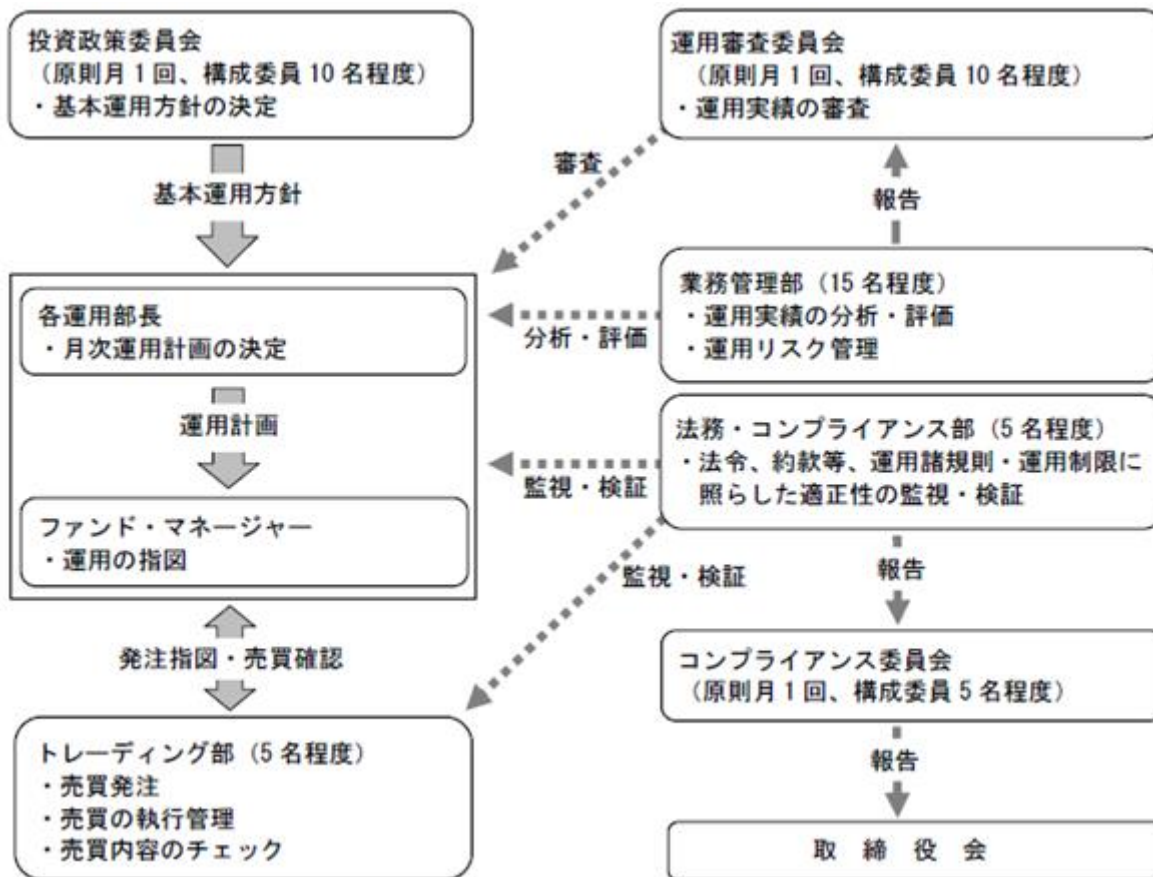 投資政策委員会
（原則月1回、構成委員10名程度）
・基本運用方針の決定
基本運用方針
各運用部長
・月次運用計画の決定
運用計画
ファンド・マネージャー
・運用の指図
発注指図・売買確認
トレーディング部（5名程度）
・売買発注
・売買の執行管理
・売買内容のチェック
運用審査委員会
（原則月1回、構成委員10名程度）
・運用実績の審査
審査
報告
業務管理部（15名程度）
・運用実績の分析・評価
・運用リスク管理
分析・評価
法務・コンプライアンス部（5名程度）
・法令、約款等、運用諸規則・運用制限に
照らした適正性の監視・検証
監視・検証
監視・検証
報告
コンプライアンス委員会
（原則月1回、構成委員5名程度）
報告
取締役会